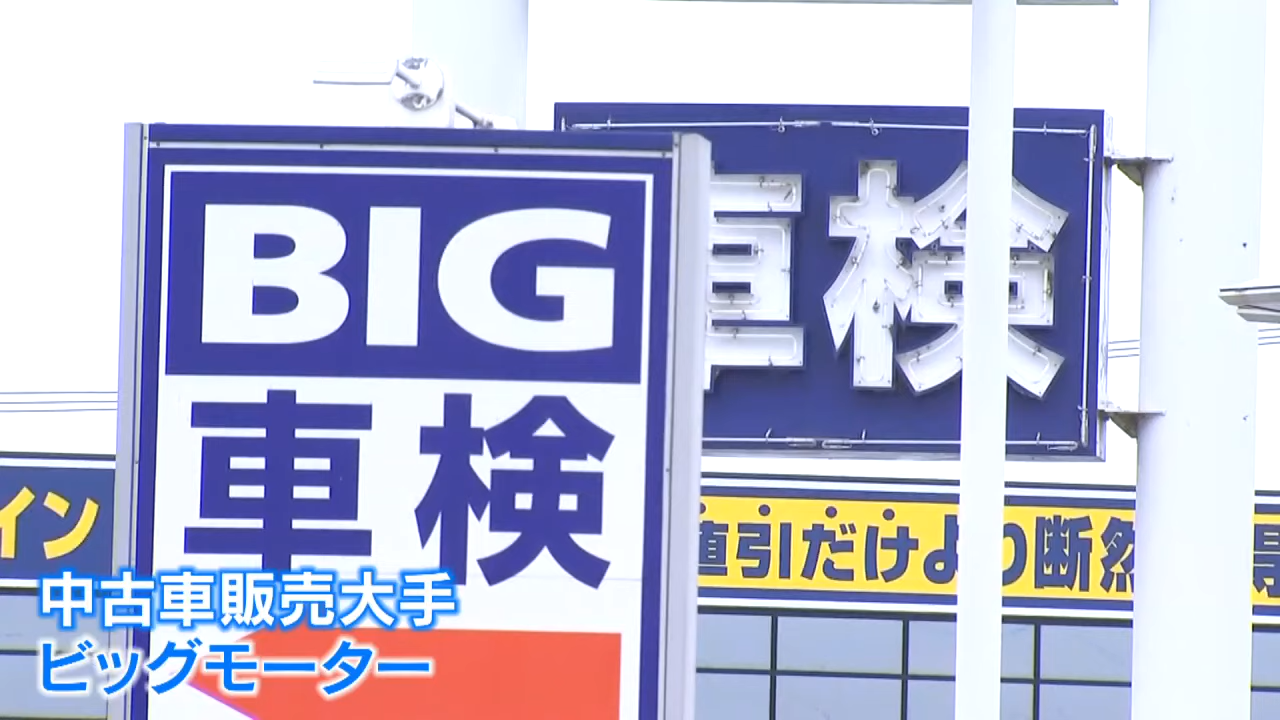 BIG
車検
車検
イン
値引だけより断然
中古車販売大手
ビッグモーター